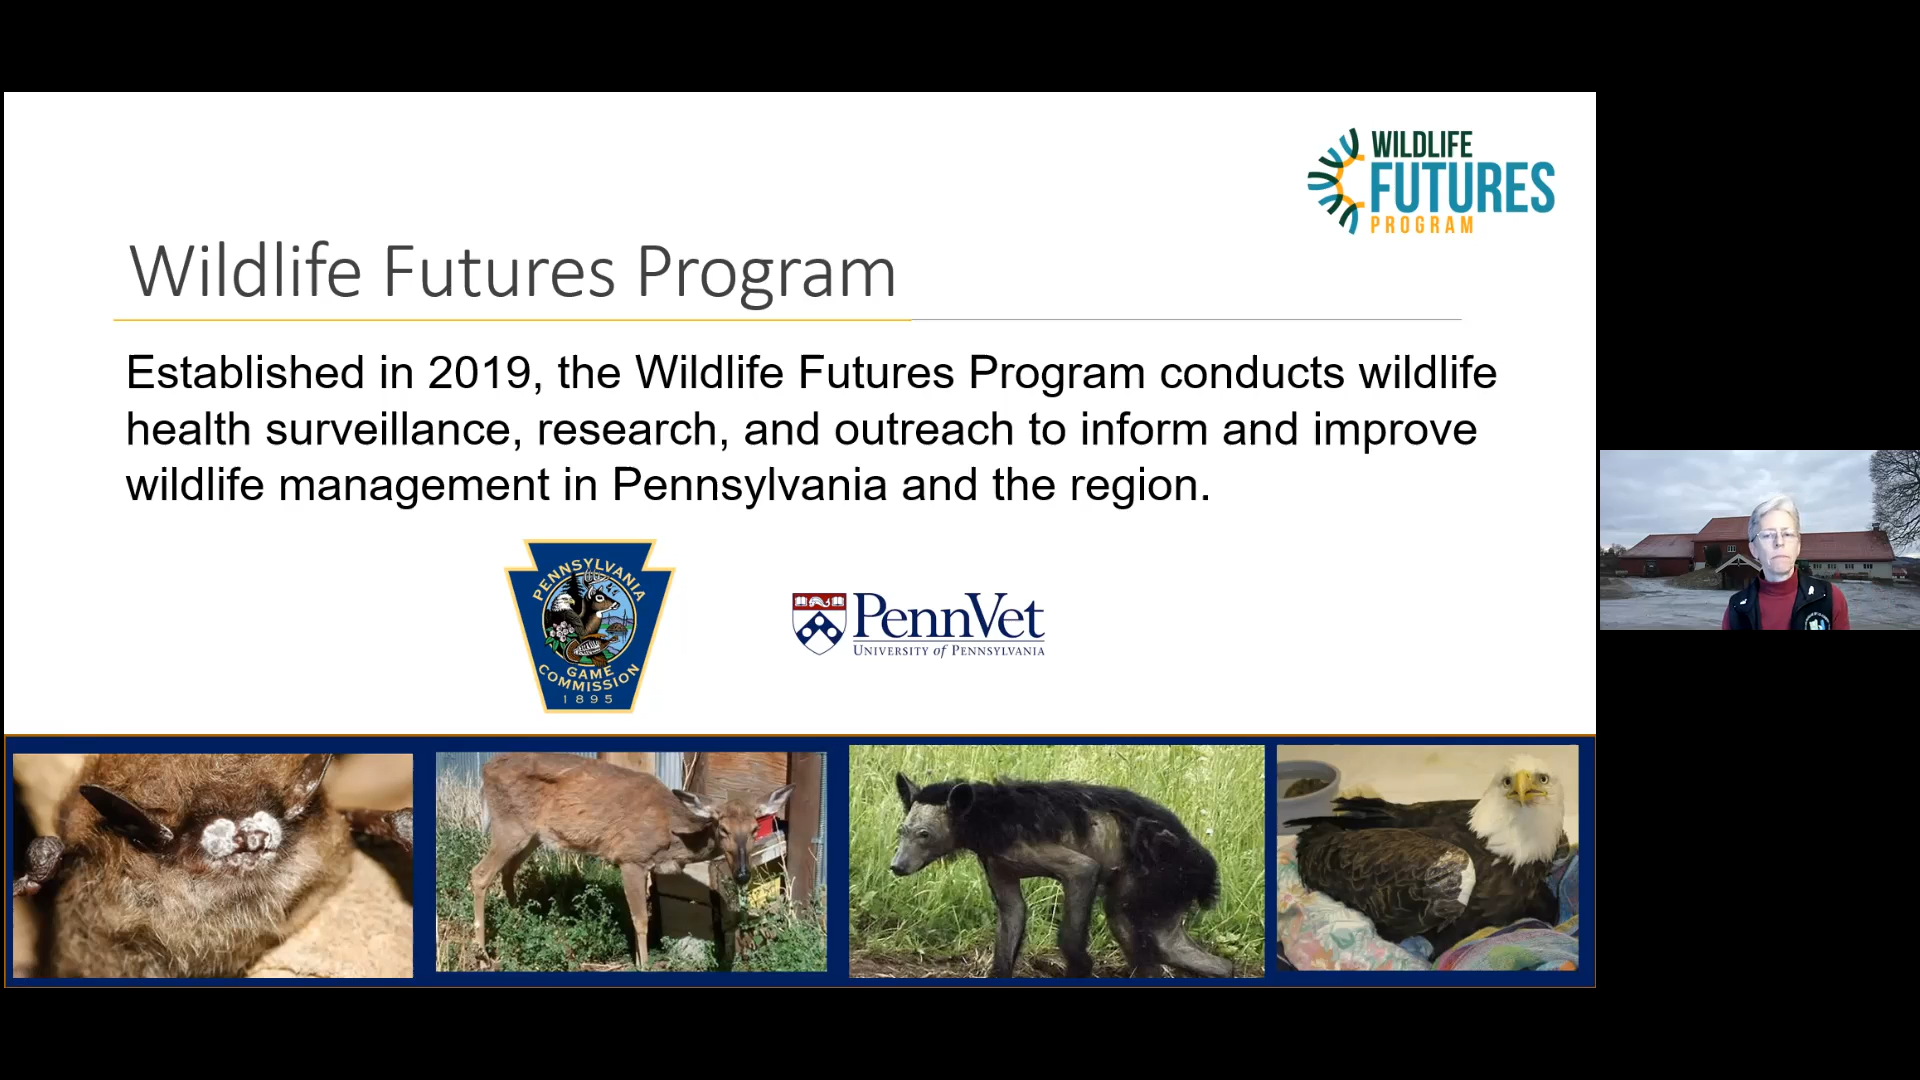 WILDLIFE
FUTURES
PROGRAM
Wildlife Futures Program
Established in 2019, the Wildlife Futures Program conducts wildlife
health surveillance, research, and outreach to inform and improve
wildlife management in Pennsylvania and the region.
PENNSYLVANIA
GAME
COMMISSION
1895
PennVet
UNIVERSITY of PENNSYLVANIA